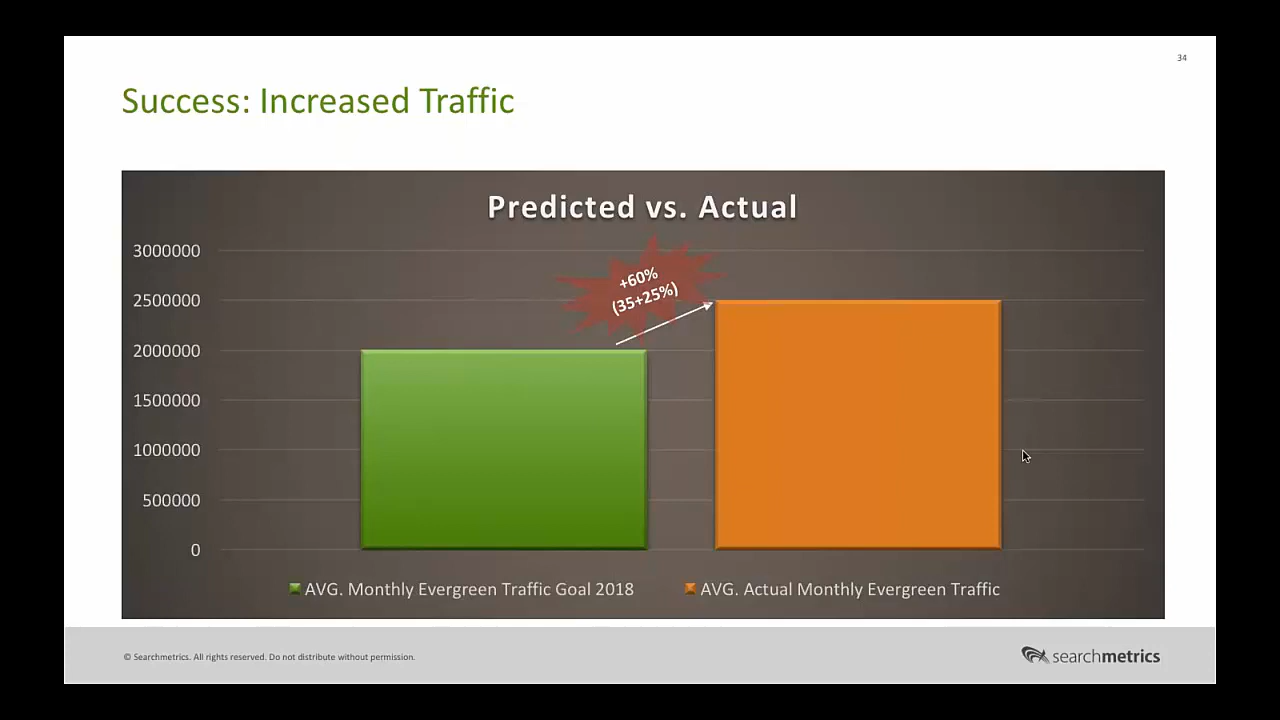 34
Success: Increased Traffic
Predicted vs. Actual
3000000
2500000
2000000
1500000
1000000
500000
0
+60%
(35+25%)
AVG. Monthly Evergreen Traffic Goal 2018
AVG. Actual Monthly Evergreen Traffic
© Searchmetrics. All rights reserved. Do not distribute without permission.
searchmetrics